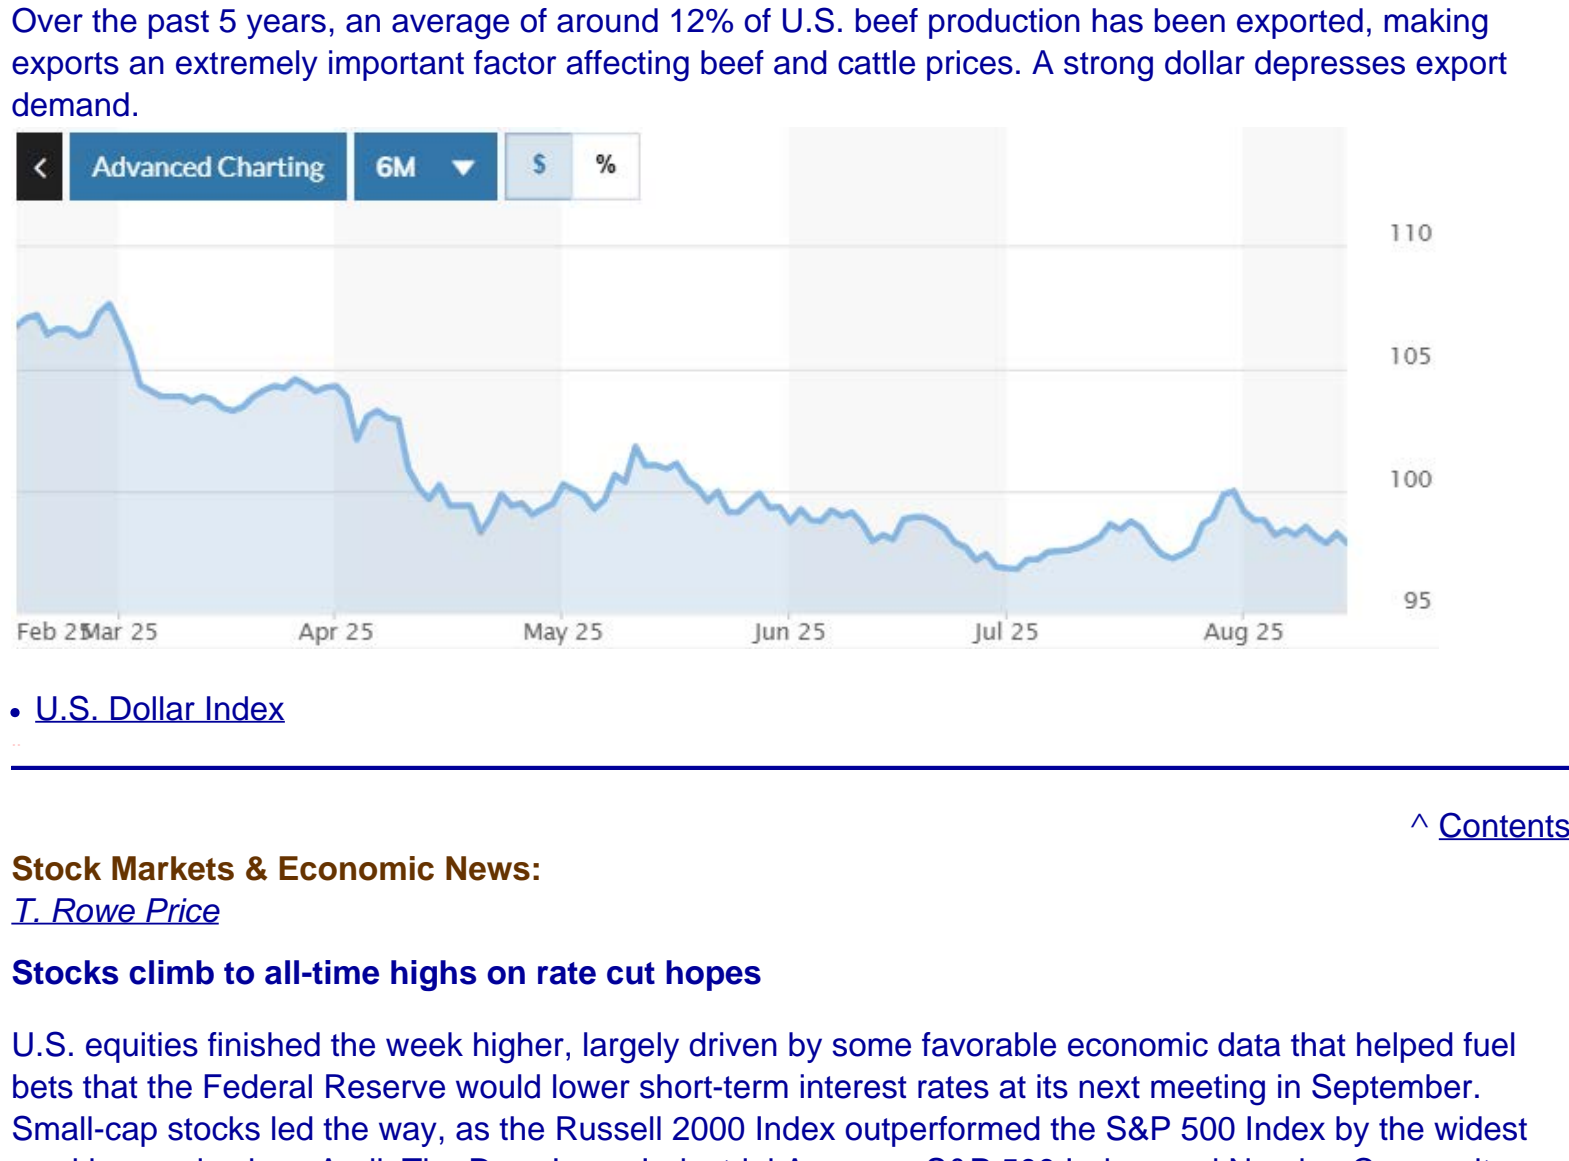 Over the past 5 years, an average of around 12% of U.S. beef production has been exported, making
exports an extremely important factor affecting beef and cattle prices. A strong dollar depresses export
demand.
< Advanced Charting 6M ▼ $ %
110
105
100
95
Feb 25 Mar 25 Apr 25 May 25 Jun 25 Jul 25 Aug 25
• U.S. Dollar Index
^ Contents
Stock Markets & Economic News:
T. Rowe Price
Stocks climb to all-time highs on rate cut hopes
U.S. equities finished the week higher, largely driven by some favorable economic data that helped fuel
bets that the Federal Reserve would lower short-term interest rates at its next meeting in September.
Small-cap stocks led the way, as the Russell 2000 Index outperformed the S&P 500 Index by the widest